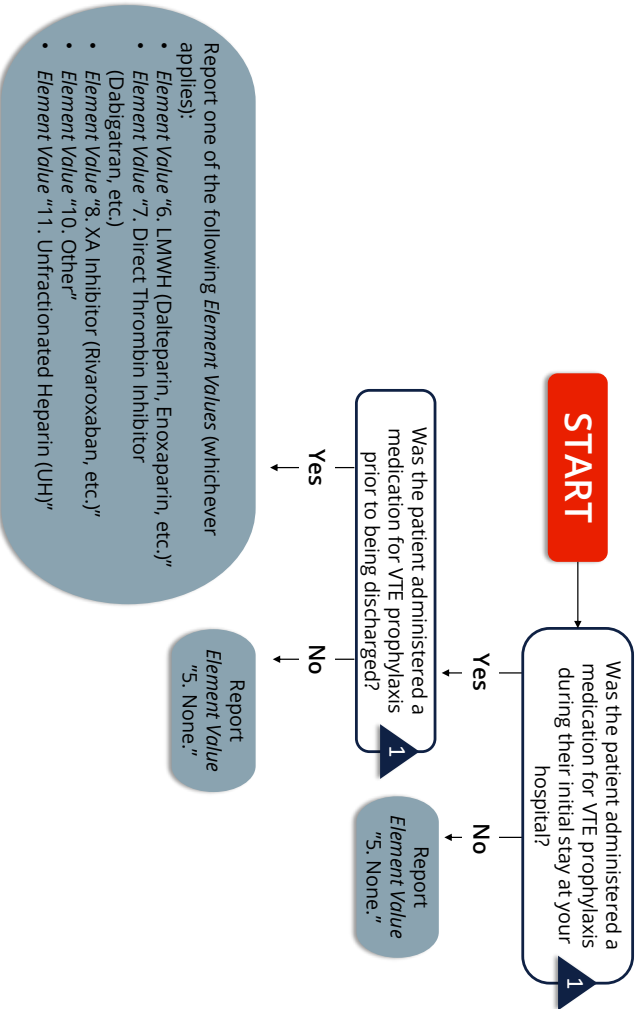 START
Was the patient administered a
medication for VTE prophylaxis
during their initial stay at your
hospital?
1
Yes
No
Report
Element Value
"5. None."
Was the patient administered a
medication for VTE prophylaxis
prior to being discharged?
1
Yes
No
Report
Element Value
"5. None."
Report one of the following Element Values (whichever
applies):
• Element Value “6. LMWH (Dalteparin, Enoxaparin, etc.)”
• Element Value “7. Direct Thrombin Inhibitor
(Dabigatran, etc.)
• Element Value “8. XA Inhibitor (Rivaroxaban, etc.)”
• Element Value “10. Other”
• Element Value “11. Unfractionated Heparin (UH)”